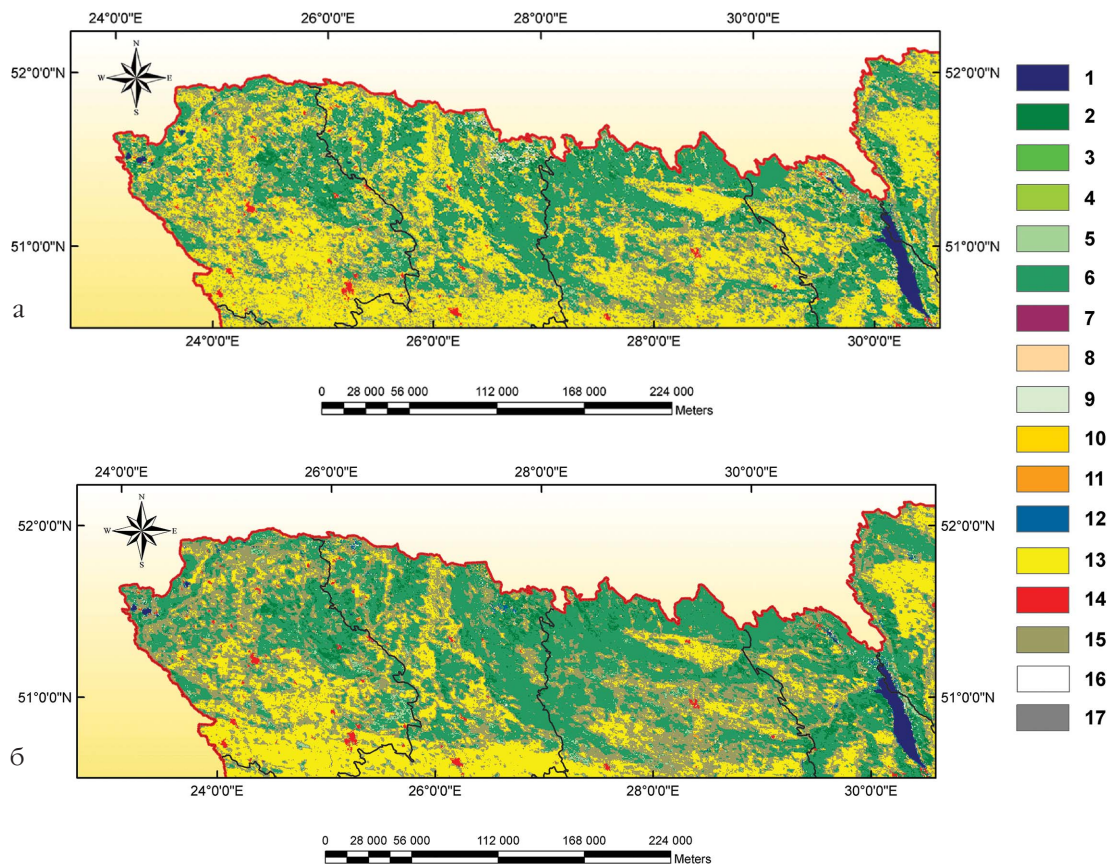 24°0'0"E 26°0'0"E 28°0'0"E 30°0'0"E
52°0'0"N 52°0'0"N
N
W E
S
51°0'0"N 51°0'0"N
а
24°0'0"E 26°0'0"E 28°0'0"E 30°0'0"E
0 28 000 56 000 112 000 168 000 224 000
Meters
24°0'0"E 26°0'0"E 28°0'0"E 30°0'0"E
52°0'0"N 52°0'0"N
N
W E
S
51°0'0"N 51°0'0"N
б
24°0'0"E 26°0'0"E 28°0'0"E 30°0'0"E
0 28 000 56 000 112 000 168 000 224 000
Meters
1
2
3
4
5
6
7
8
9
10
11
12
13
14
15
16
17